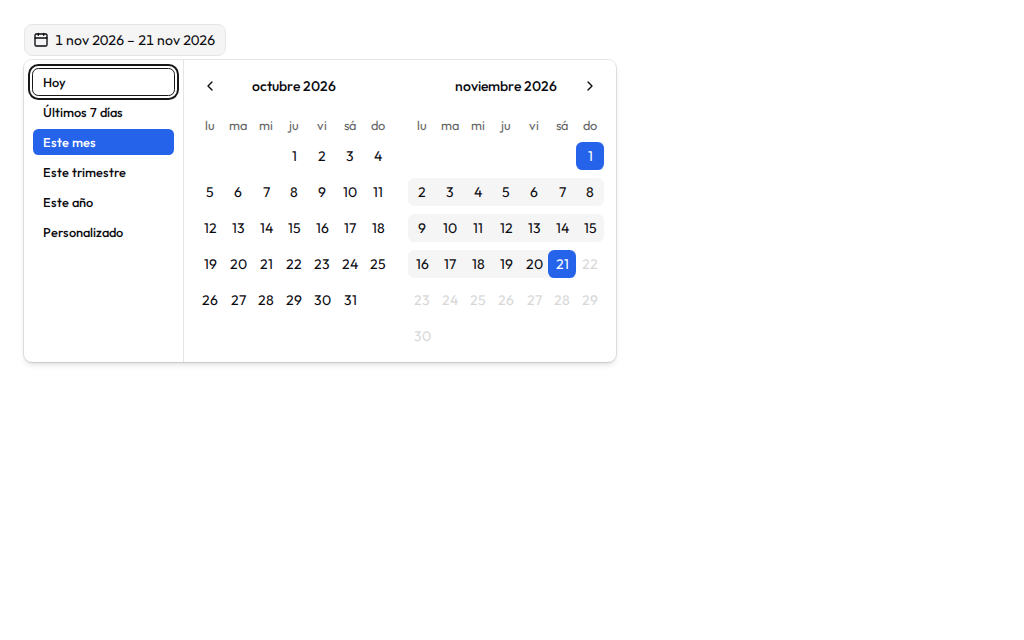 1 nov 2026 – 21 nov 2026
Hoy
Últimos 7 días
Este mes
Este trimestre
Este año
Personalizado
octubre 2026
lu ma mi ju vi sá do
1 2 3 4
5 6 7 8 9 10 11
12 13 14 15 16 17 18
19 20 21 22 23 24 25
26 27 28 29 30 31
noviembre 2026
lu ma mi ju vi sá do
1
2 3 4 5 6 7 8
9 10 11 12 13 14 15
16 17 18 19 20 21 22
23 24 25 26 27 28 29
30